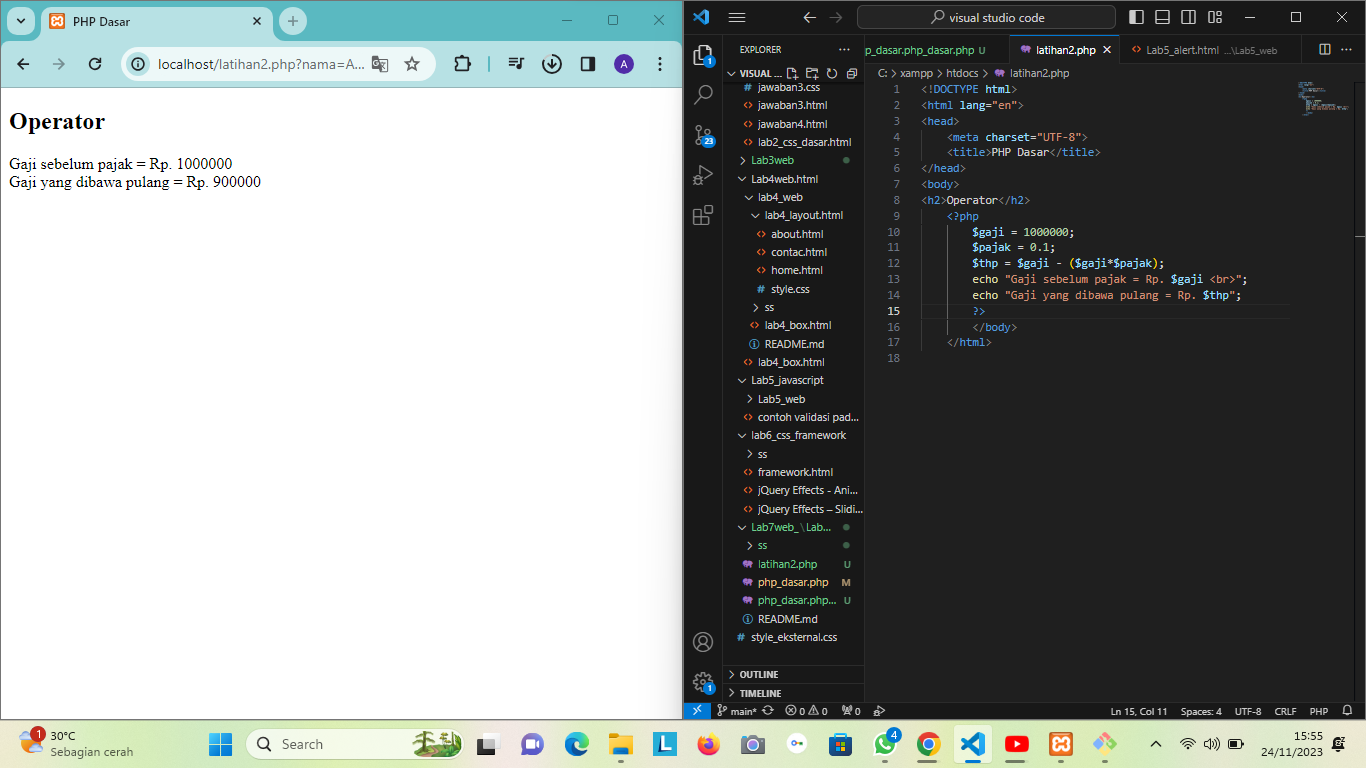 PHP Dasar
localhost/latihan2.php?nama=A...
A
Operator
Gaji sebelum pajak = Rp. 1000000
Gaji yang dibawa pulang = Rp. 900000
visual studio code
EXPLORER
VISUAL ...
jawaban3.css
jawaban3.html
jawaban4.html
lab2_css_dasar.html
Lab3web
Lab4web.html
lab4_web
lab4_layout.html
about.html
contac.html
home.html
style.css
ss
lab4_box.html
README.md
lab4_box.html
Lab5_javascript
Lab5_web
contoh validasi pad...
lab6_css_framework
ss
framework.html
jQuery Effects - Ani...
jQuery Effects – Slidi...
Lab7web_\Lab...
ss
latihan2.php U
php_dasar.php M
php_dasar.php... U
README.md
style_eksternal.css
OUTLINE
TIMELINE
1
23
1
p_dasar.php_dasar.php U
latihan2.php
Lab5_alert.html ...\Lab5_web
C: > xampp > htdocs > latihan2.php
1 <!DOCTYPE html>
2 <html lang="en">
3 <head>
4 <meta charset="UTF-8">
5 <title>PHP Dasar</title>
6 </head>
7 <body>
8 <h2>Operator</h2>
9 <?php
10 $gaji = 1000000;
11 $pajak = 0.1;
12 $thp = $gaji - ($gaji*$pajak);
13 echo "Gaji sebelum pajak = Rp. $gaji <br>";
14 echo "Gaji yang dibawa pulang = Rp. $thp";
15 ?>
16 </body>
17 </html>
18
main* 0 0 0 Ln 15, Col 11 Spaces: 4 UTF-8 CRLF PHP
1
30°C
Sebagian cerah
Search
L
4
15:55
24/11/2023